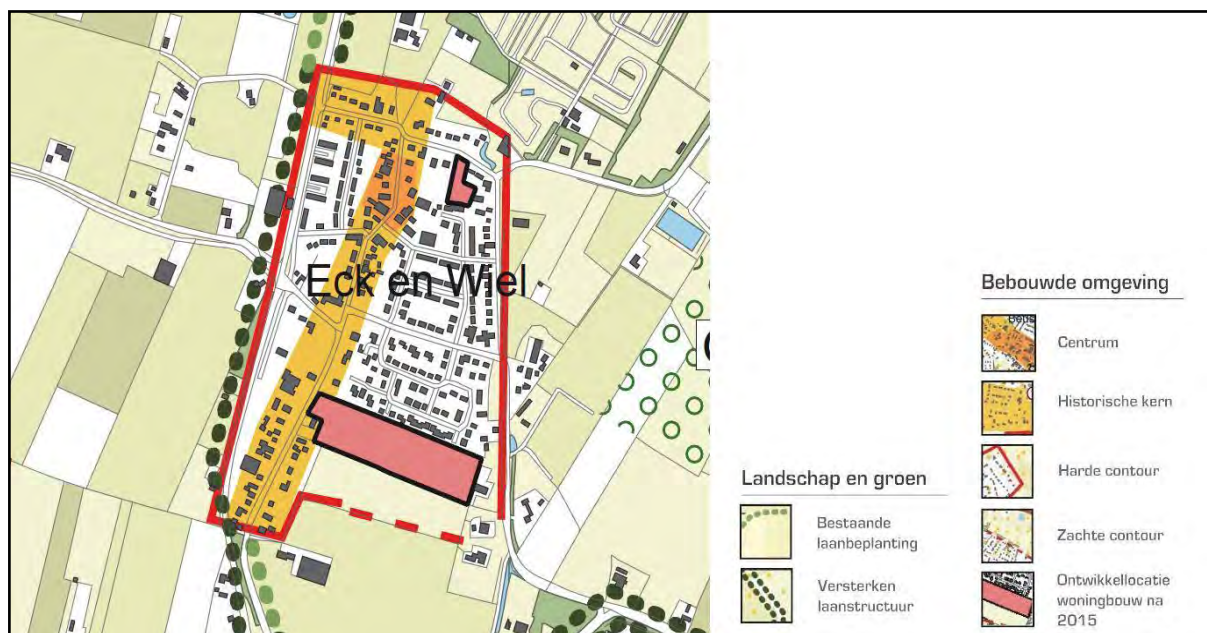 Eck en Wiel
Landschap en groen
Bestaande
laanbeplanting
Versterken
laanstructuur
Bebouwde omgeving
Centrum
Historische kern
Harde contour
Zachte contour
Ontwikkellocatie
woningbouw na
2015